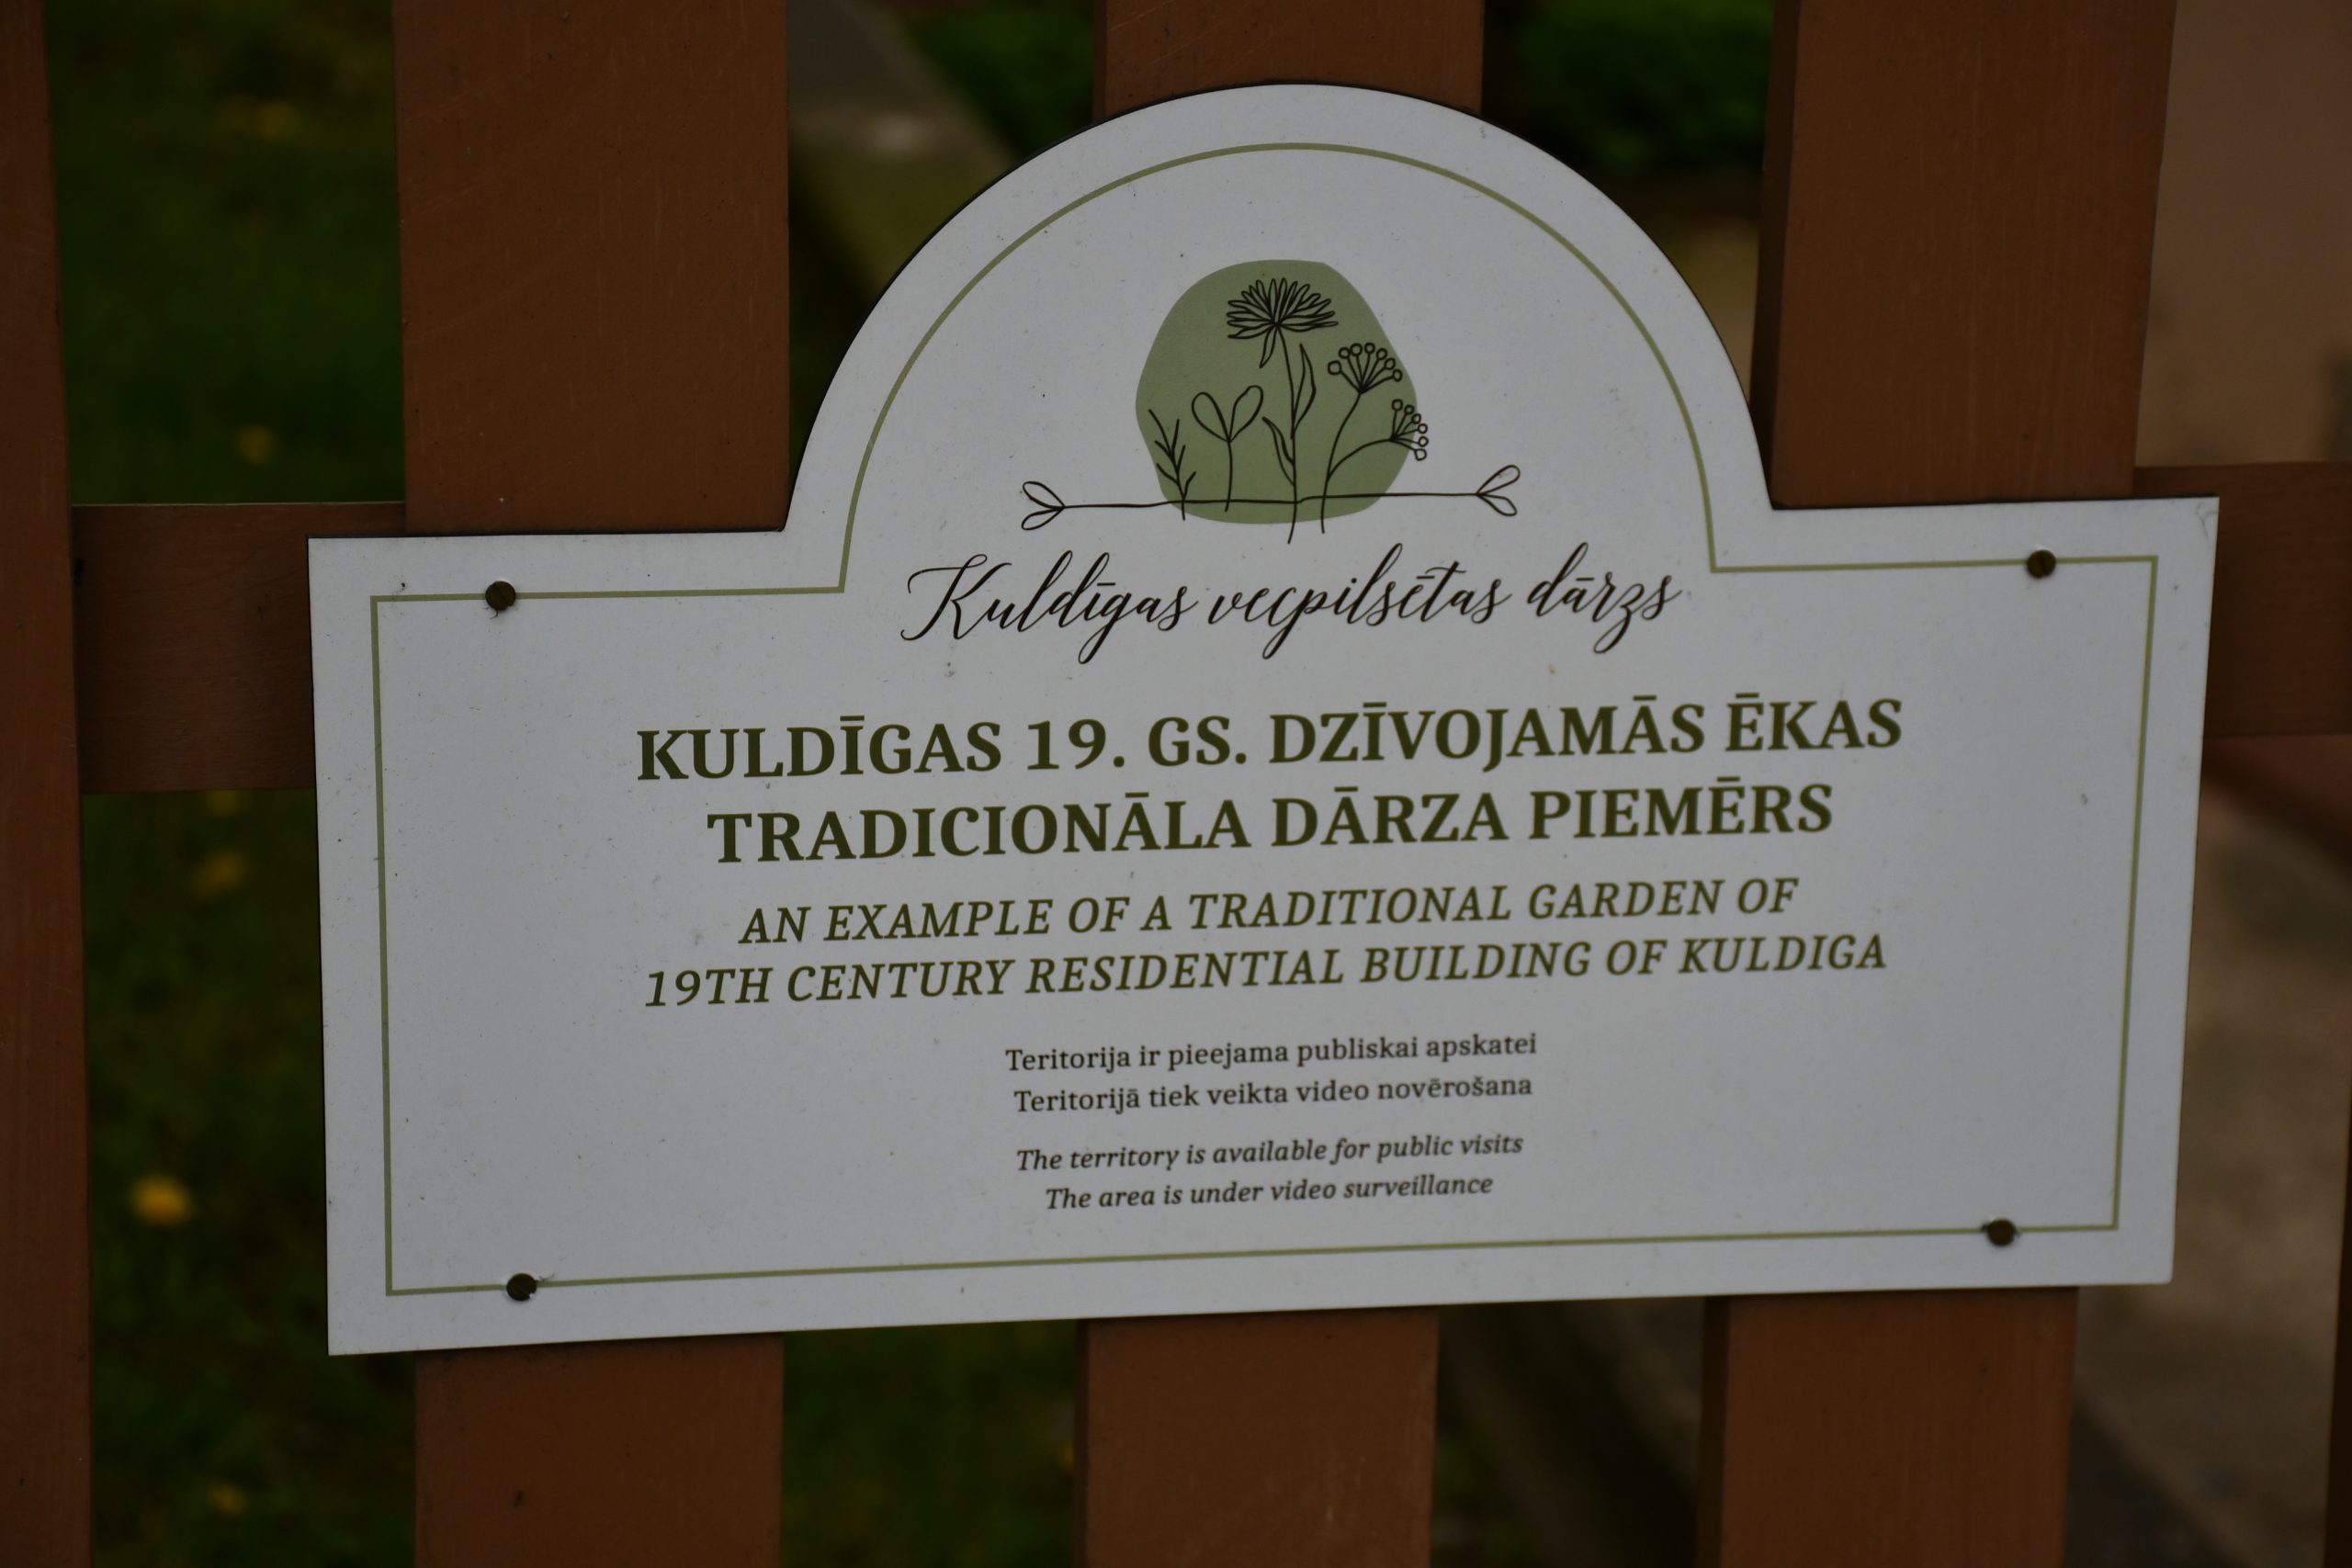 Kuldīgas vecpilsētas dārzs
KULDĪGAS 19. GS. DZĪVOJAMĀS ĒKAS
TRADICIONĀLA DĀRZA PIEMĒRS
AN EXAMPLE OF A TRADITIONAL GARDEN OF
19TH CENTURY RESIDENTIAL BUILDING OF KULDIGA
Teritorija ir pieejama publiskai apskatei
Teritorijā tiek veikta video novērošana
The territory is available for public visits
The area is under video surveillance